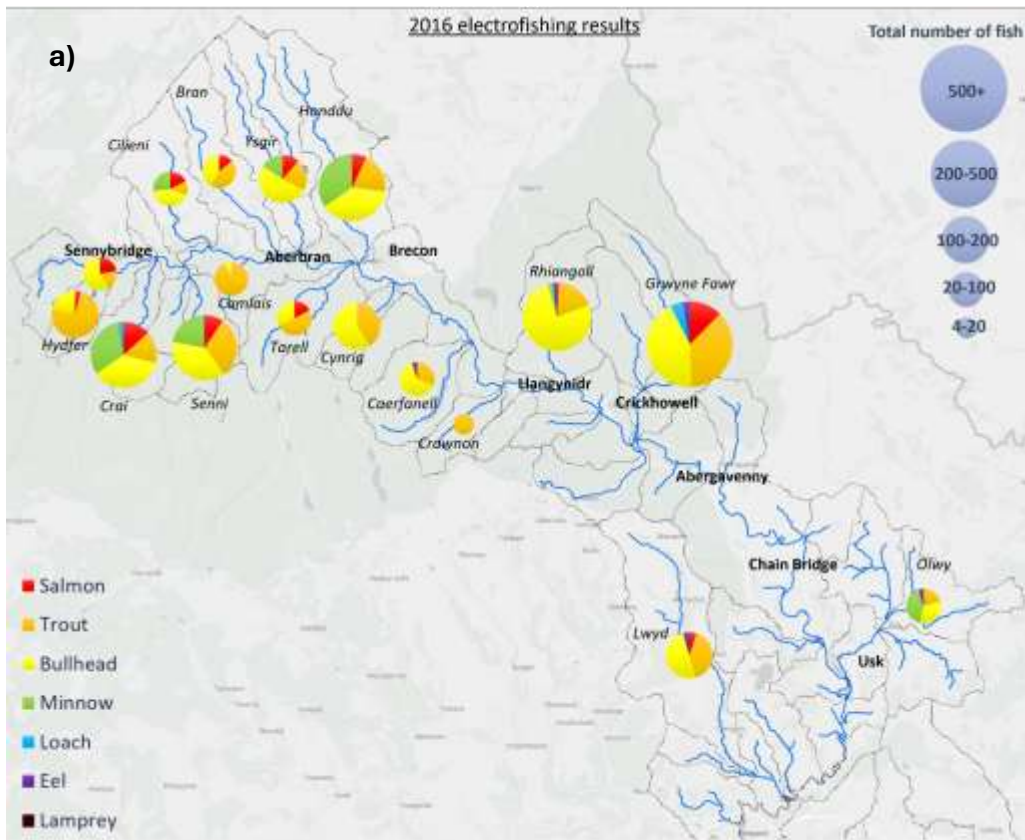 2016 electrofishing results
a)
Total number of fish
500+
200-500
100-200
20-100
4-20
Bran
Honddu
Cilieni
Ysgir
Sennybridge
Aberbran
Brecon
Camlais
Rhiangoll
Grwyne Fawr
Hydfer
Tarell
Cynrig
Crai
Senni
Caerfanell
Llangynidr
Crickhowell
Crawnon
Abergavenny
Chain Bridge
Olwy
Lwyd
Usk
Salmon
Trout
Bullhead
Minnow
Loach
Eel
Lamprey